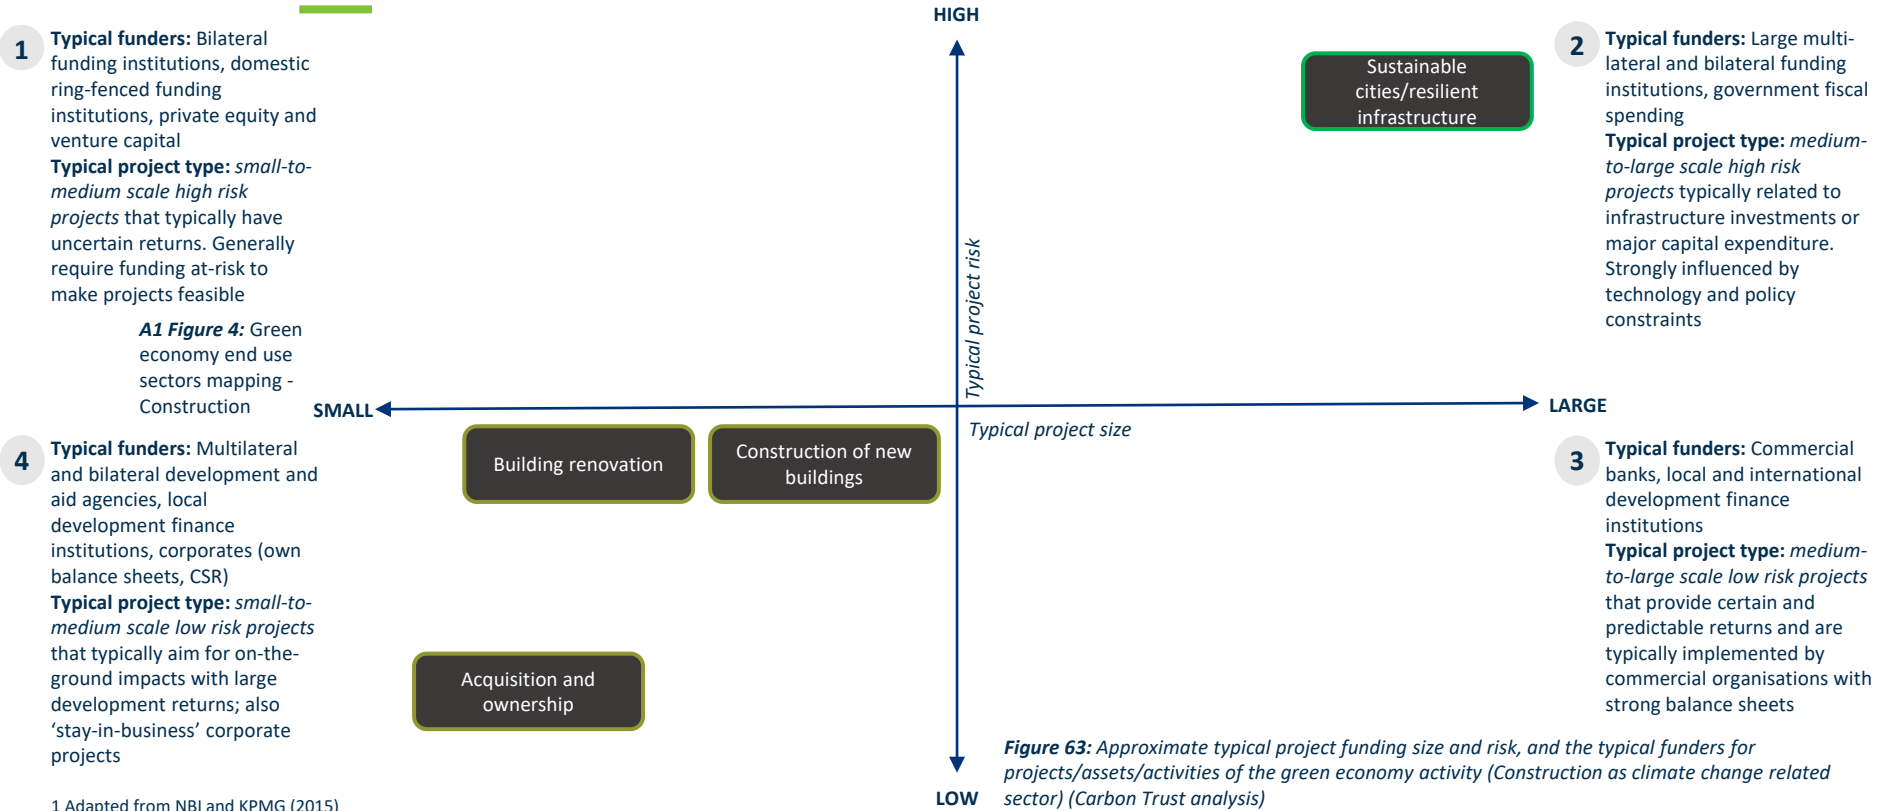 HIGH
1
Typical funders: Bilateral
funding institutions, domestic
ring-fenced funding
institutions, private equity and
venture capital
Typical project type: small-to-
medium scale high risk
projects that typically have
uncertain returns. Generally
require funding at-risk to
make projects feasible
A1 Figure 4: Green
economy end use
sectors mapping -
Construction
Sustainable
cities/resilient
infrastructure
2
Typical funders: Large multi-
lateral and bilateral funding
institutions, government fiscal
spending
Typical project type: medium-
to-large scale high risk
projects typically related to
infrastructure investments or
major capital expenditure.
Strongly influenced by
technology and policy
constraints
Typical project risk
SMALL
LARGE
Typical project size
4
Typical funders: Multilateral
and bilateral development and
aid agencies, local
development finance
institutions, corporates (own
balance sheets, CSR)
Typical project type: small-to-
medium scale low risk projects
that typically aim for on-the-
ground impacts with large
development returns; also
‘stay-in-business’ corporate
projects
Building renovation
Construction of new
buildings
Acquisition and
ownership
3
Typical funders: Commercial
banks, local and international
development finance
institutions
Typical project type: medium-
to-large scale low risk projects
that provide certain and
predictable returns and are
typically implemented by
commercial organisations with
strong balance sheets
LOW
Figure 63: Approximate typical project funding size and risk, and the typical funders for
projects/assets/activities of the green economy activity (Construction as climate change related
sector) (Carbon Trust analysis)
1 Adapted from NBI and KPMG (2015)